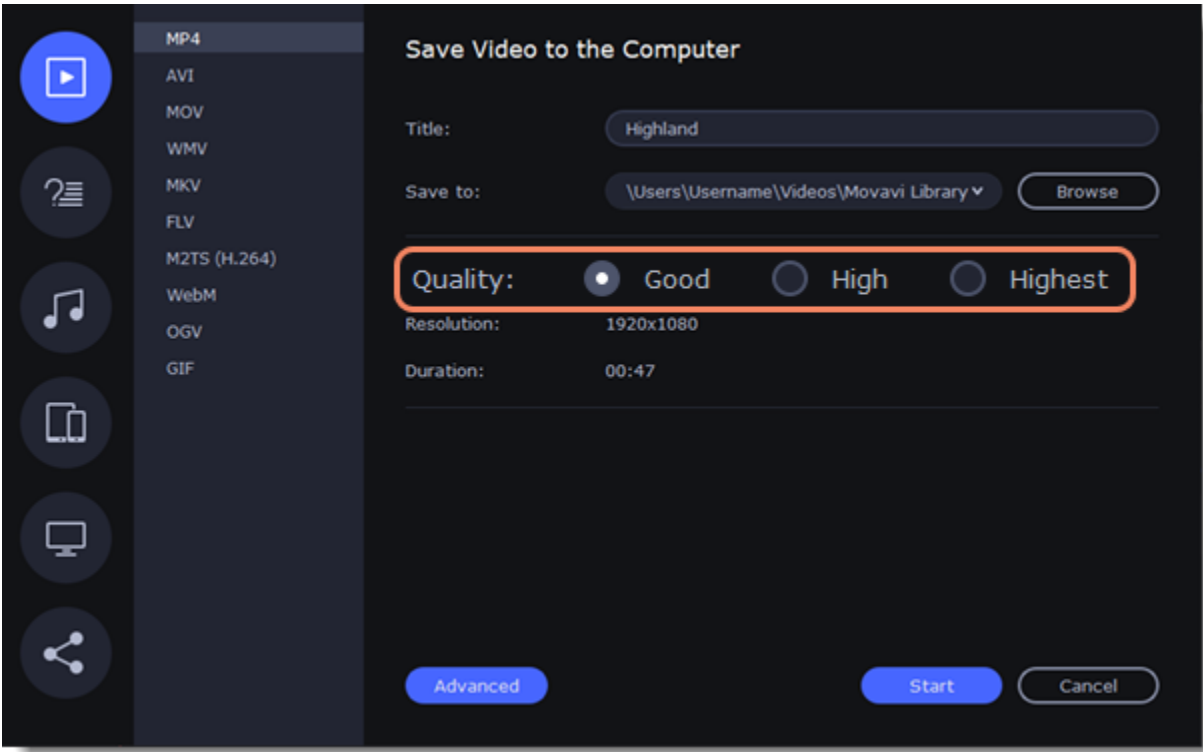 MP4
AVI
MOV
WMV
MKV
FLV
M2TS (H.264)
WebM
OGV
GIF
Save Video to the Computer
Title: Highland
Save to: \Users\Username\Videos\Movavi Library Browse
Quality: Good High Highest
Resolution: 1920x1080
Duration: 00:47
Advanced Start Cancel